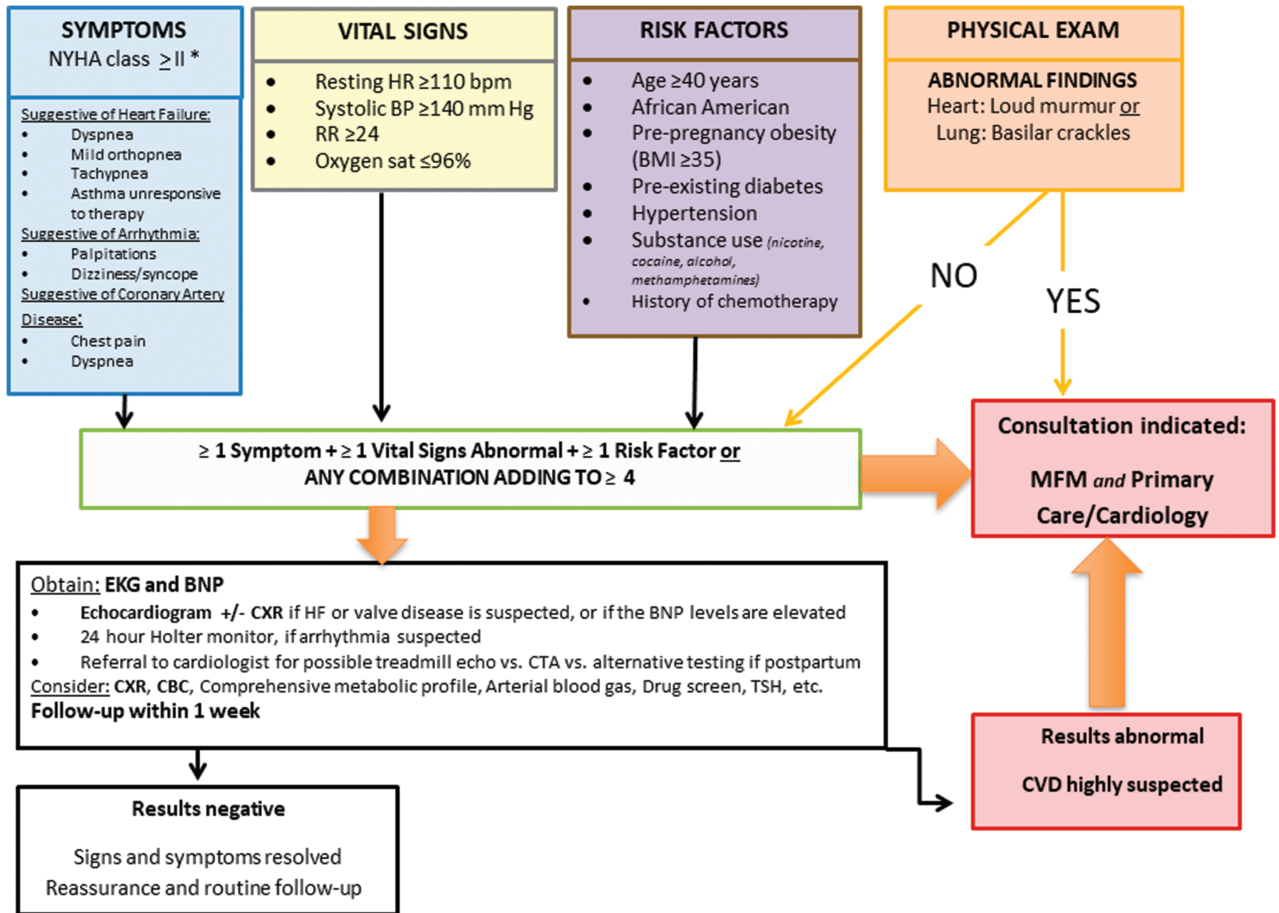 SYMPTOMS
NYHA class ≥ II *
Suggestive of Heart Failure:
• Dyspnea
• Mild orthopnea
• Tachypnea
• Asthma unresponsive
to therapy
Suggestive of Arrhythmia:
• Palpitations
• Dizziness/syncope
Suggestive of Coronary Artery
Disease:
• Chest pain
• Dyspnea
VITAL SIGNS
• Resting HR ≥110 bpm
• Systolic BP ≥140 mm Hg
• RR ≥24
• Oxygen sat ≤96%
RISK FACTORS
• Age ≥40 years
• African American
• Pre-pregnancy obesity
(BMI ≥35)
• Pre-existing diabetes
• Hypertension
• Substance use (nicotine,
cocaine, alcohol,
methamphetamines)
• History of chemotherapy
PHYSICAL EXAM
ABNORMAL FINDINGS
Heart: Loud murmur or
Lung: Basilar crackles
NO
YES
≥ 1 Symptom + ≥ 1 Vital Signs Abnormal + ≥ 1 Risk Factor or
ANY COMBINATION ADDING TO ≥ 4
Consultation indicated:
MFM and Primary
Care/Cardiology
Obtain: EKG and BNP
• Echocardiogram +/- CXR if HF or valve disease is suspected, or if the BNP levels are elevated
• 24 hour Holter monitor, if arrhythmia suspected
• Referral to cardiologist for possible treadmill echo vs. CTA vs. alternative testing if postpartum
Consider: CXR, CBC, Comprehensive metabolic profile, Arterial blood gas, Drug screen, TSH, etc.
Follow-up within 1 week
Results abnormal
CVD highly suspected
Results negative
Signs and symptoms resolved
Reassurance and routine follow-up